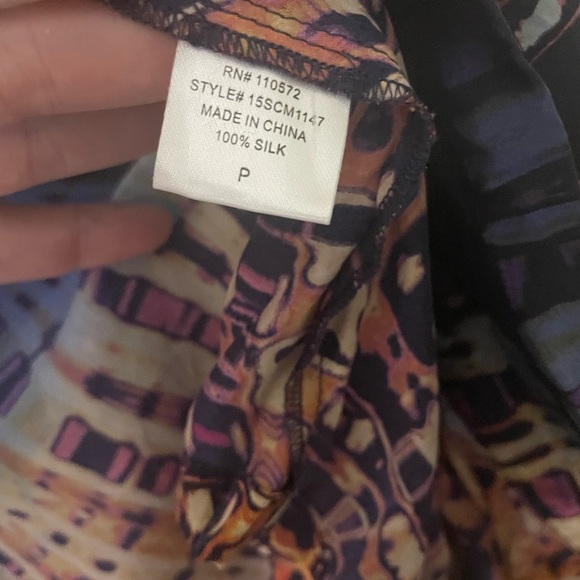 RN# 110572
STYLE# 15SCM1147
MADE IN CHINA
100% SILK
P